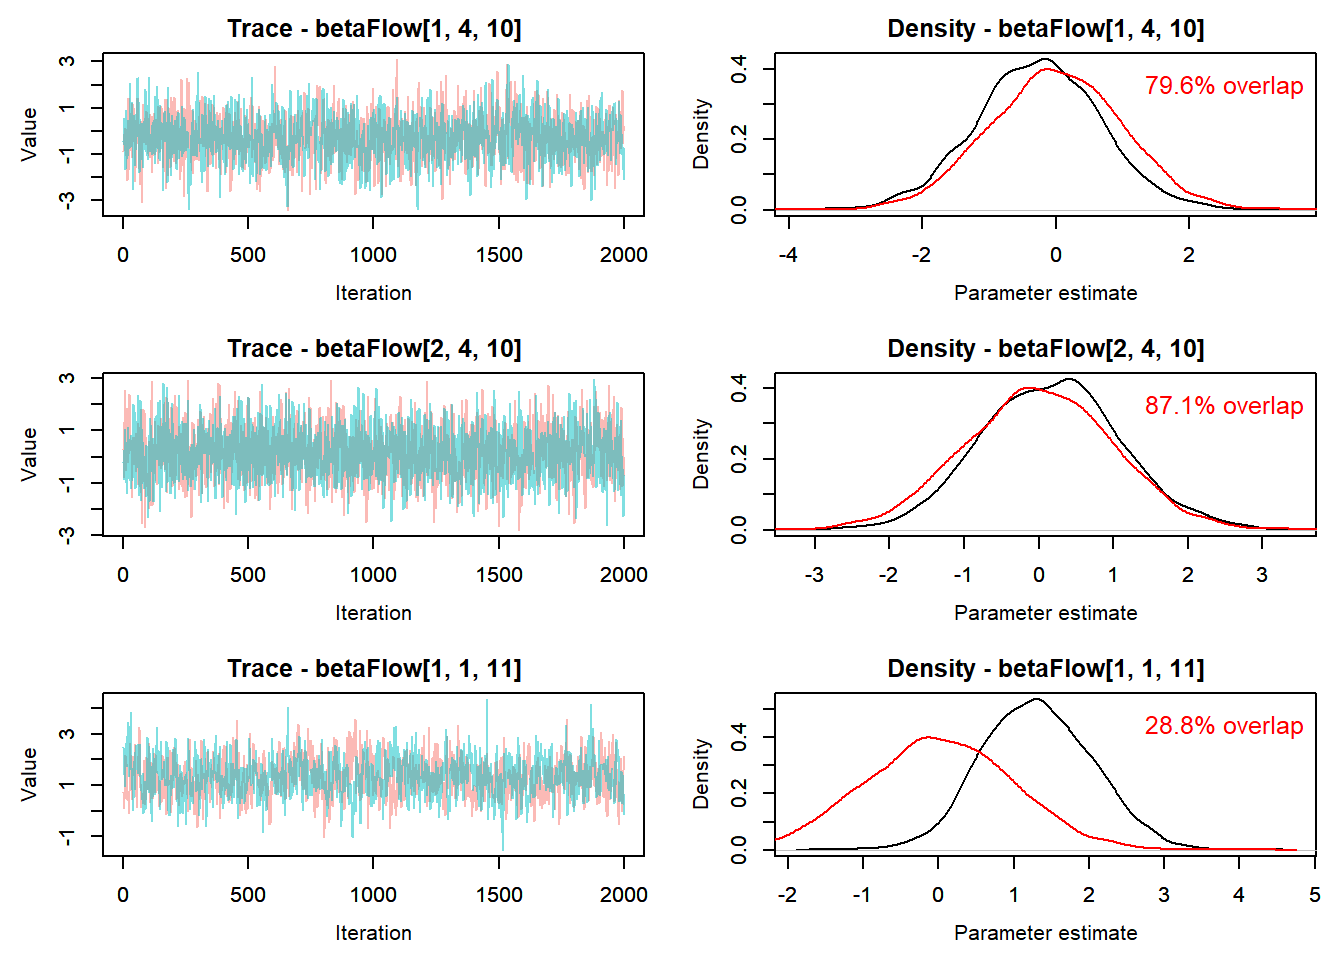 Trace - betaFlow[1, 4, 10]
Value
3
1
-1
-3
0 500 1000 1500 2000
Iteration
Density - betaFlow[1, 4, 10]
Density
0.4
0.2
0.0
79.6% overlap
-4 -2 0 2
Parameter estimate
Trace - betaFlow[2, 4, 10]
Value
3
1
-1
-3
0 500 1000 1500 2000
Iteration
Density - betaFlow[2, 4, 10]
Density
0.4
0.2
0.0
87.1% overlap
-3 -2 -1 0 1 2 3
Parameter estimate
Trace - betaFlow[1, 1, 11]
Value
3
1
-1
0 500 1000 1500 2000
Iteration
Density - betaFlow[1, 1, 11]
Density
0.4
0.2
0.0
28.8% overlap
-2 -1 0 1 2 3 4 5
Parameter estimate